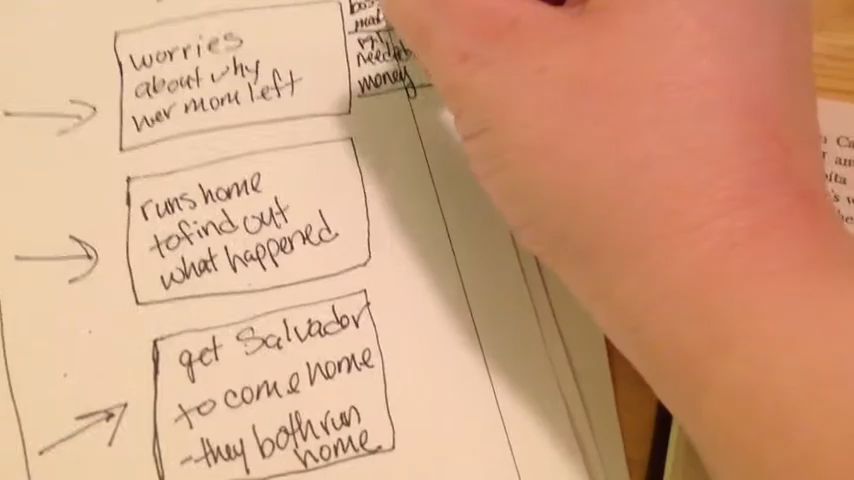 worries
about why
her mom left
needed
money
runs home
to find out
what happened
get Salvador
to come home
-they both run
home